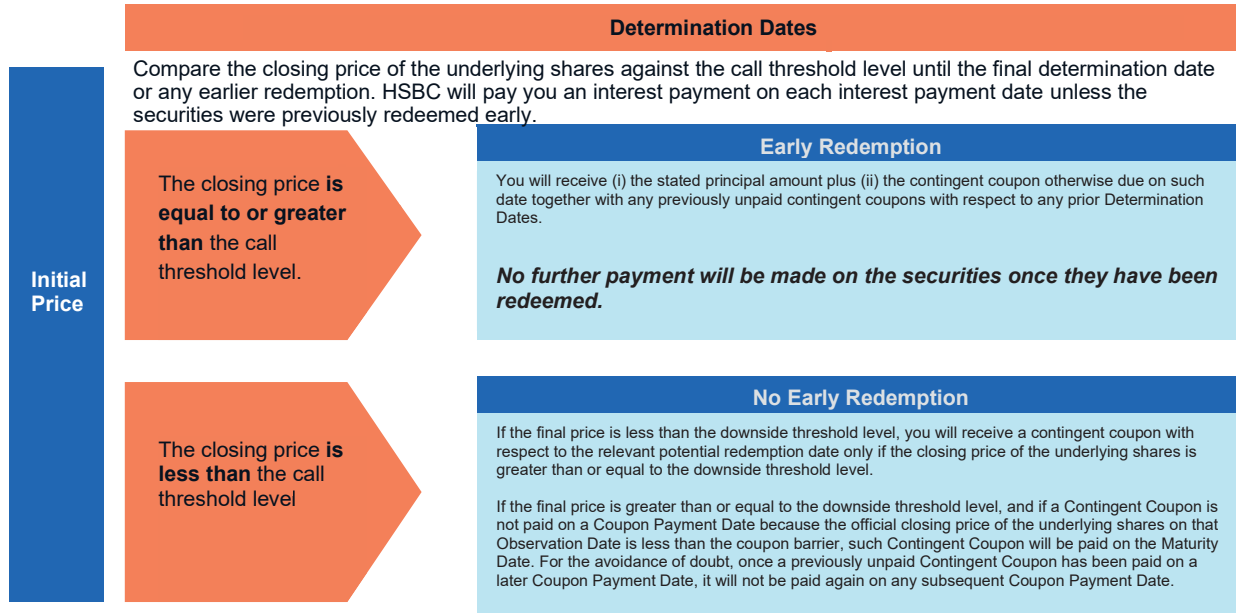 Determination Dates
Compare the closing price of the underlying shares against the call threshold level until the final determination date
or any earlier redemption. HSBC will pay you an interest payment on each interest payment date unless the
securities were previously redeemed early.
Initial
Price
The closing price is
equal to or greater
than the call
threshold level.
Early Redemption
You will receive (i) the stated principal amount plus (ii) the contingent coupon otherwise due on such
date together with any previously unpaid contingent coupons with respect to any prior Determination
Dates.
No further payment will be made on the securities once they have been
redeemed.
The closing price is
less than the call
threshold level
No Early Redemption
If the final price is less than the downside threshold level, you will receive a contingent coupon with
respect to the relevant potential redemption date only if the closing price of the underlying shares is
greater than or equal to the downside threshold level.
If the final price is greater than or equal to the downside threshold level, and if a Contingent Coupon is
not paid on a Coupon Payment Date because the official closing price of the underlying shares on that
Observation Date is less than the coupon barrier, such Contingent Coupon will be paid on the Maturity
Date. For the avoidance of doubt, once a previously unpaid Contingent Coupon has been paid on a
later Coupon Payment Date, it will not be paid again on any subsequent Coupon Payment Date.